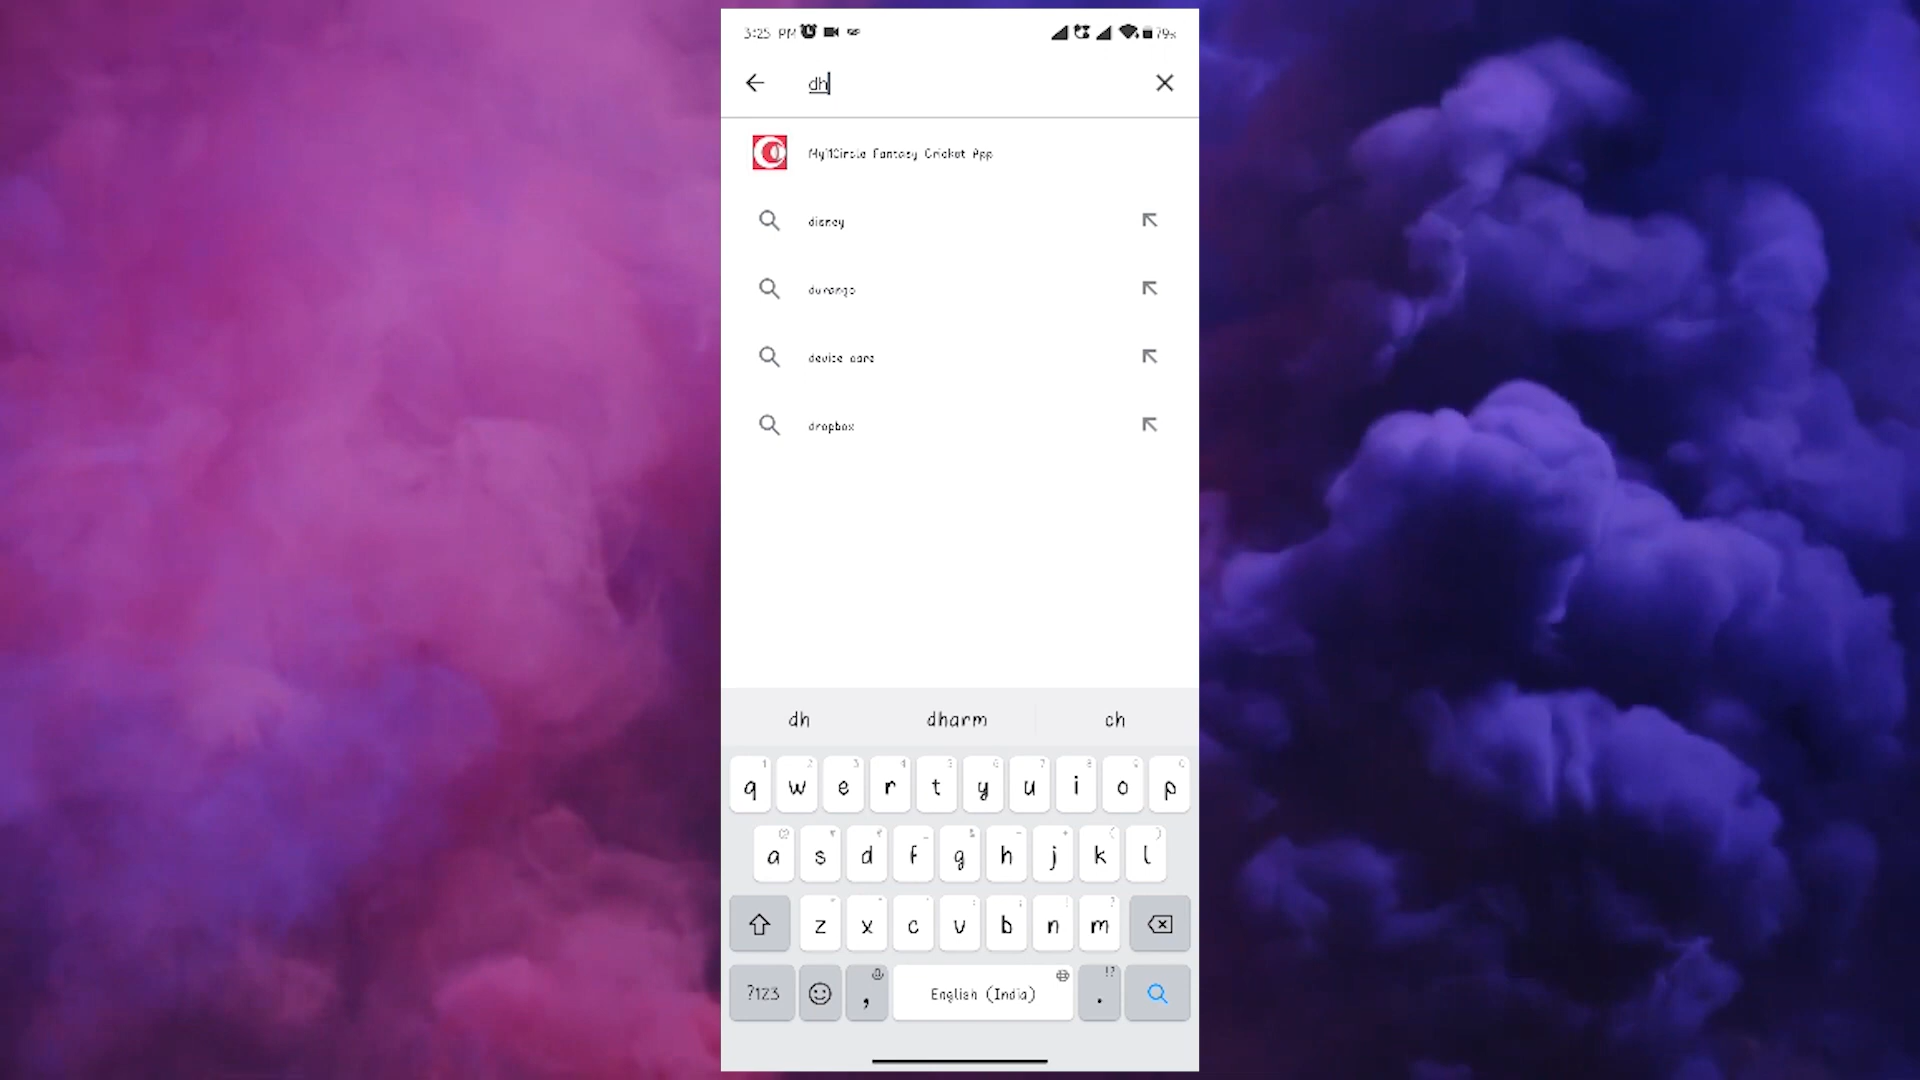 3:25 PM 79%
dh
My11Circle Fantasy Cricket App
disney
durango
device care
dropbox
dh dharm ch
q w e r t y u i o p
a s d f g h j k l
z x c v b n m
?123 , English (India) . !?